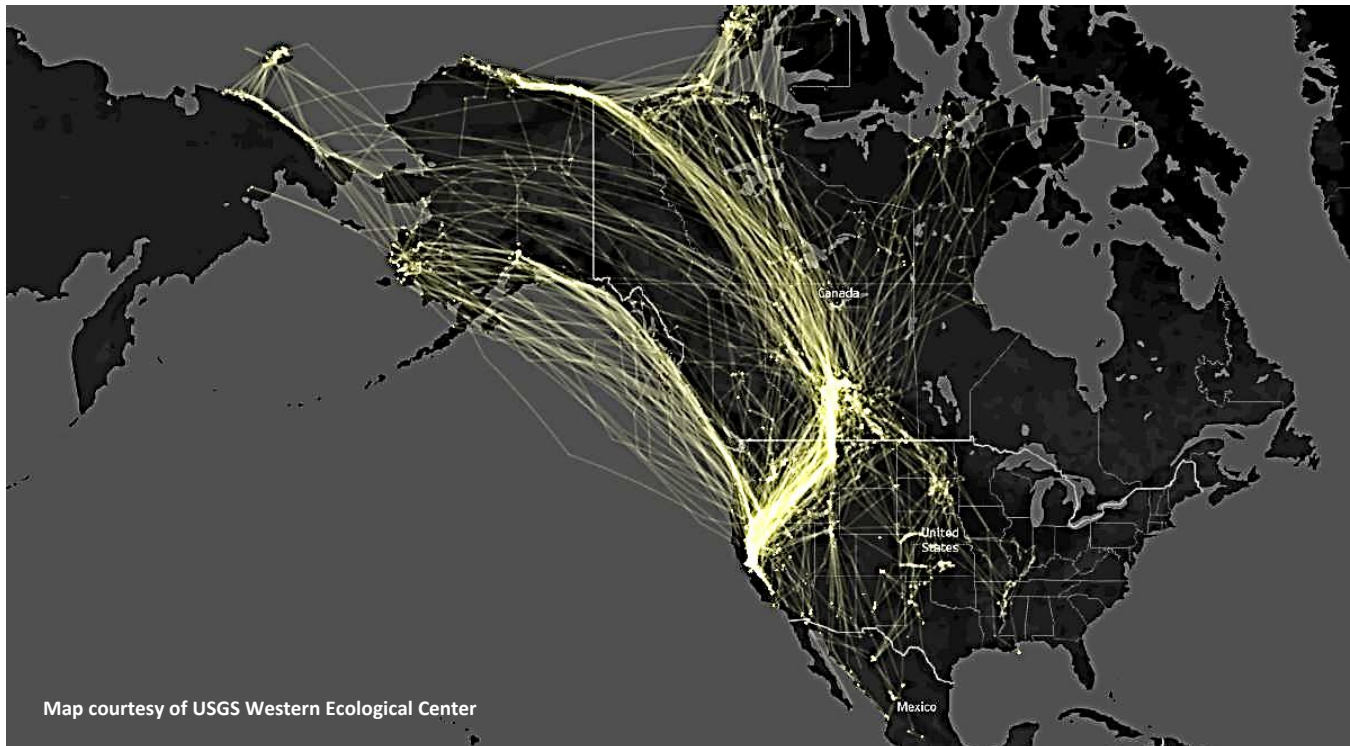 Canada
United
States
Mexico
Map courtesy of USGS Western Ecological Center